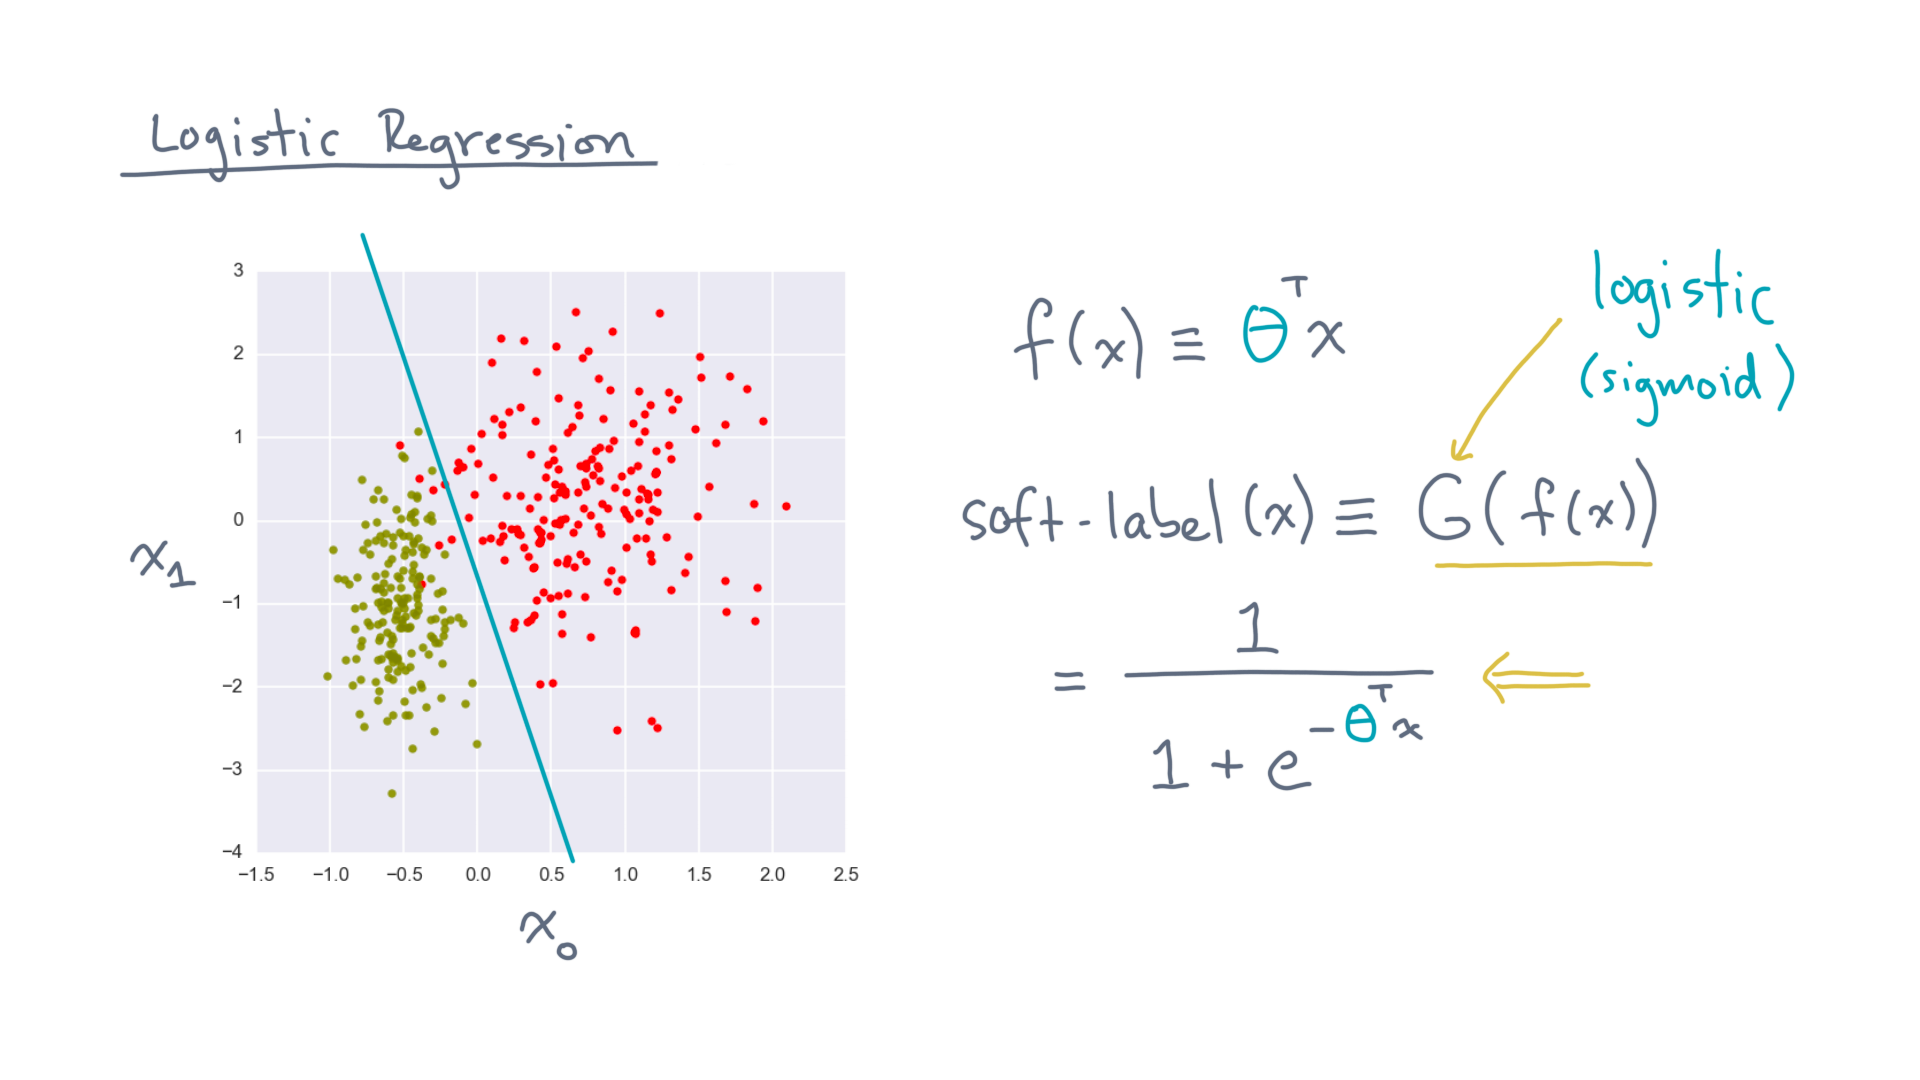 Logistic Regression
3
2
1
0
−1
−2
−3
−4
−1.5 −1.0 −0.5 0.0 0.5 1.0 1.5 2.0 2.5
x₁
x₀
logistic
(sigmoid)
f(x) ≡ θᵀx
soft-label(x) ≡ G(f(x))
= 1 / (1 + e^(−θᵀx))